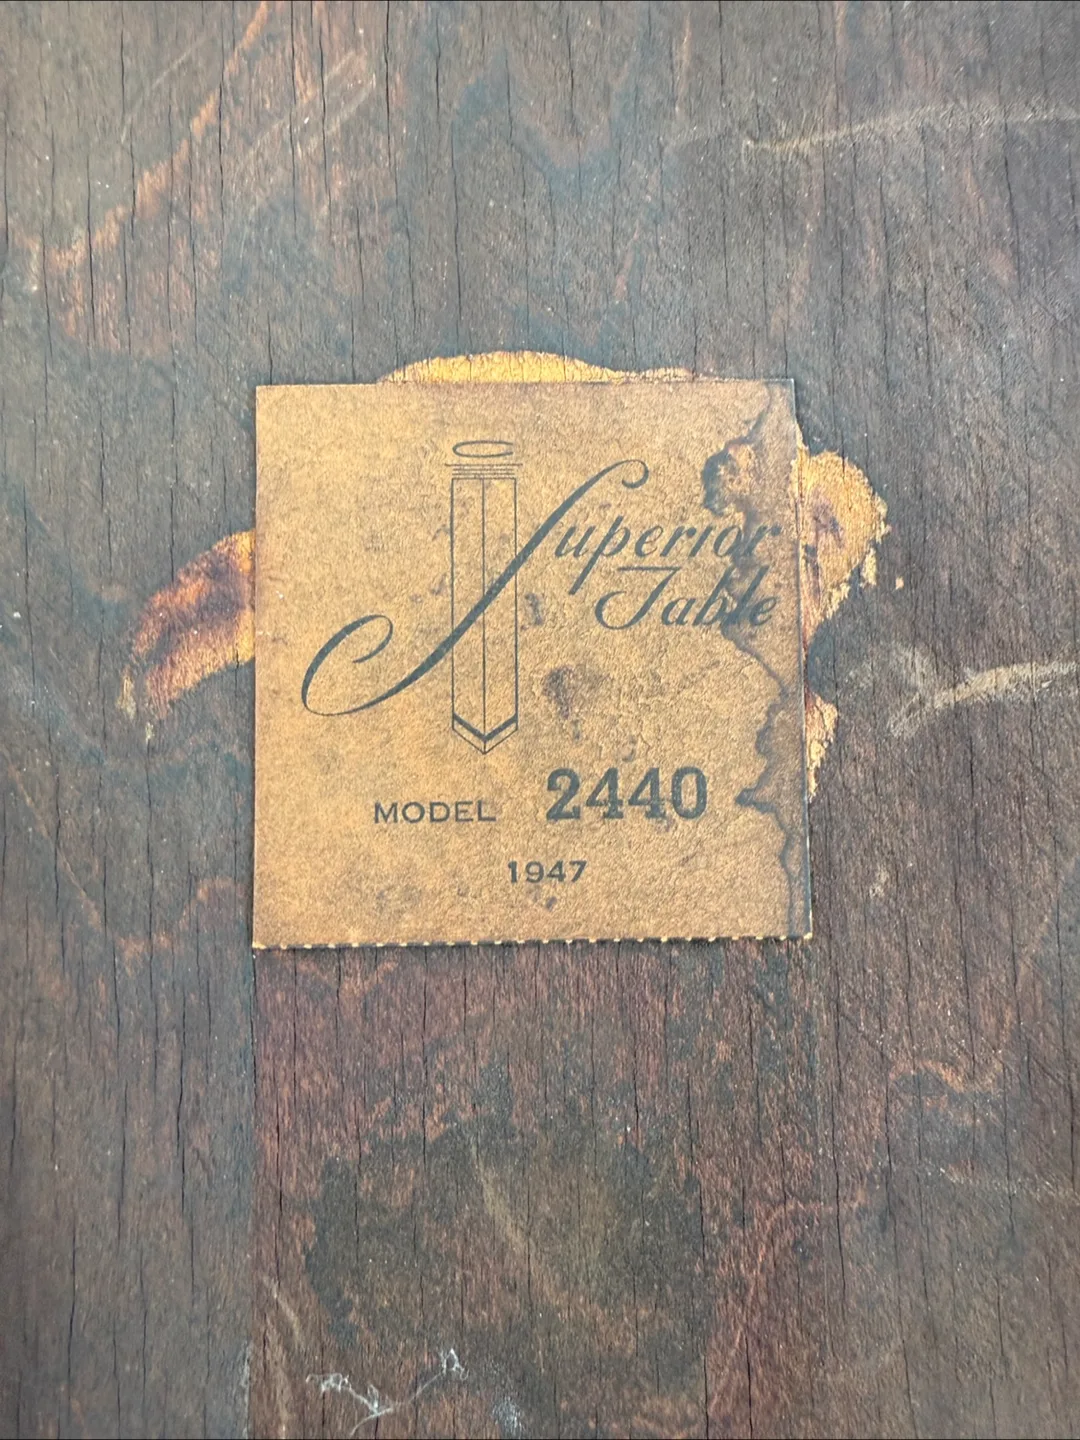 Superior
Table
MODEL 2440
1947